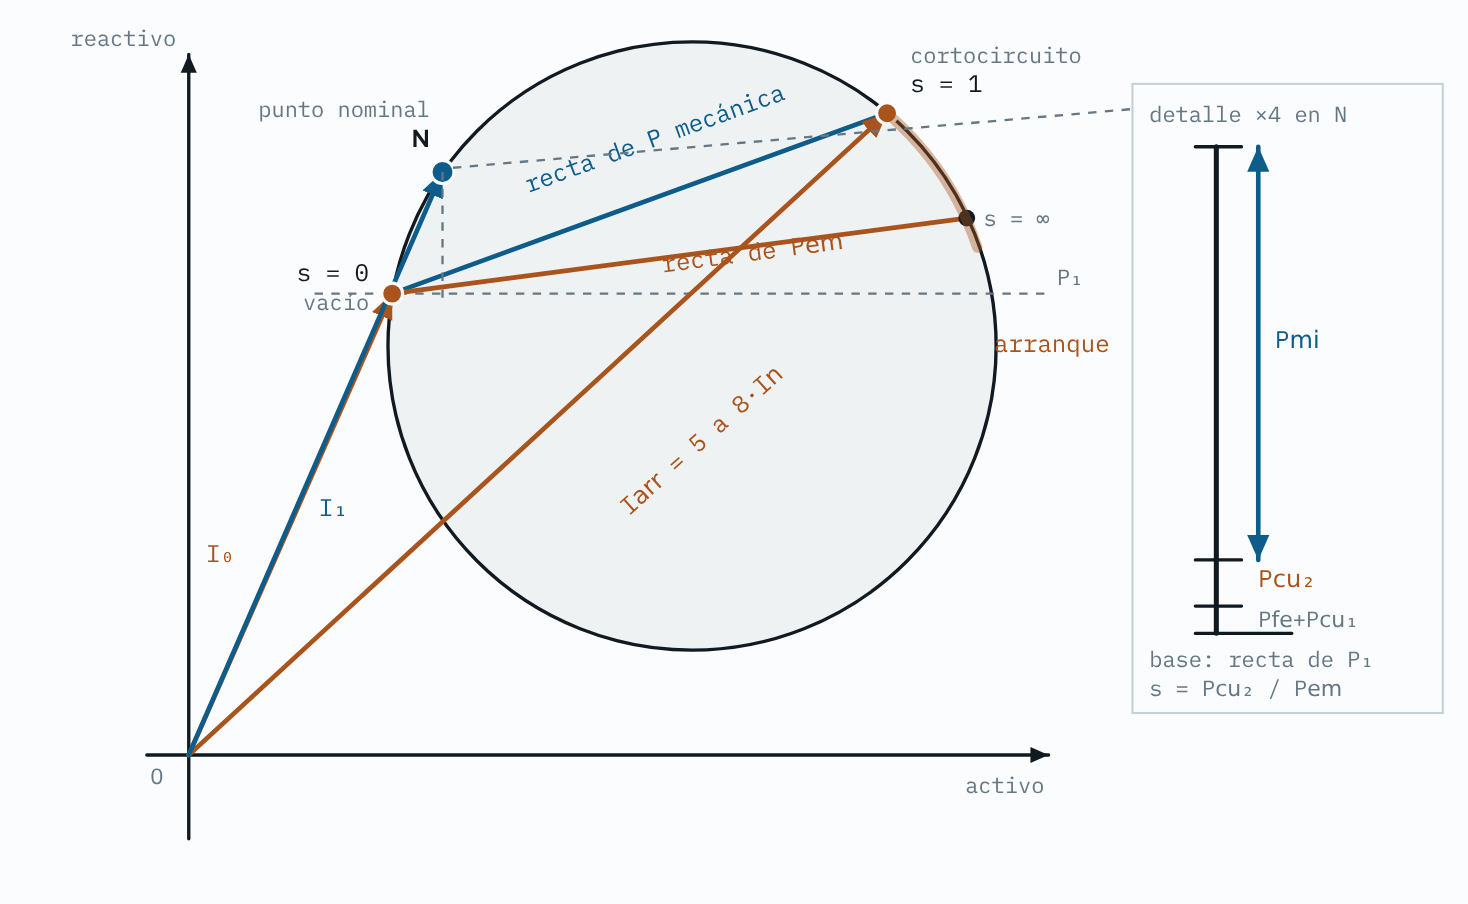 reactivo
cortocircuito
s = 1
punto nominal
N
recta de P mecánica
detalle ×4 en N
s = ∞
recta de Pem
s = 0
vacío
P₁
arranque
Pmi
Iarr = 5 a 8·In
I₁
I₀
Pcu₂
Pfe+Pcu₁
base: recta de P₁
s = Pcu₂ / Pem
0
activo